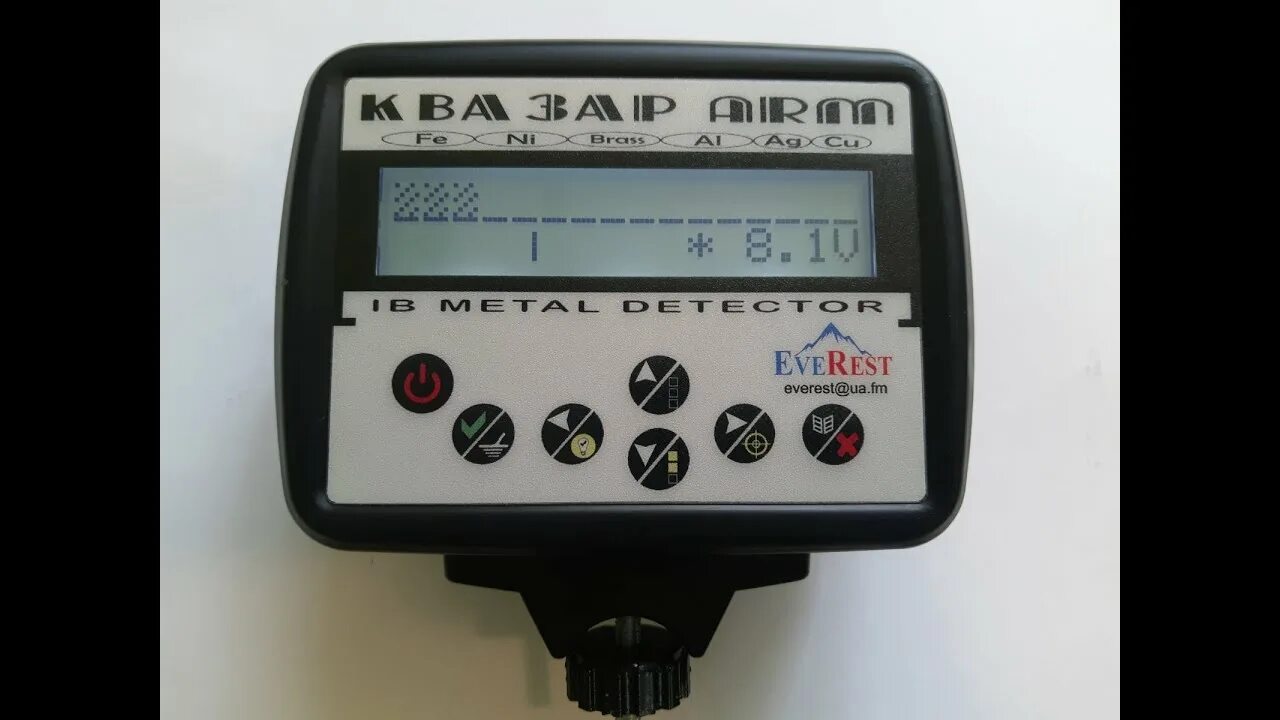 КВАЗАР ARM
Fe Ni Brass Al Ag Cu
* 8.1V
IB METAL DETECTOR
EVEREST
everest@ua.fm